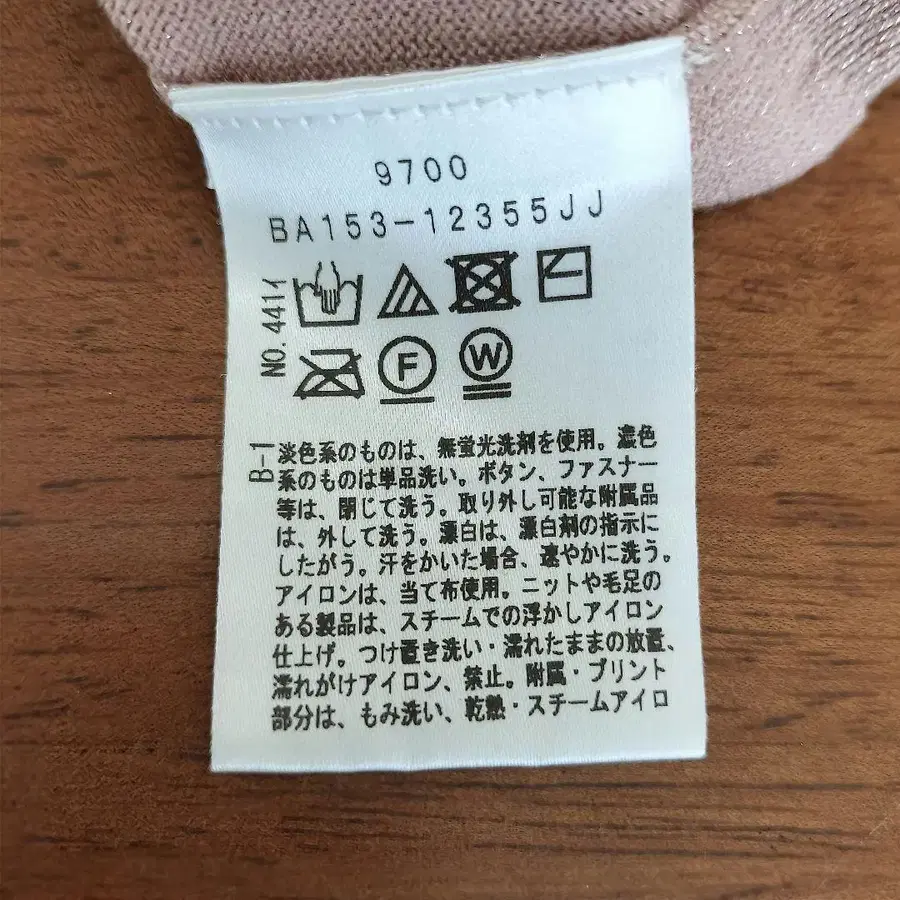 9700
BA153-12355JJ
NO. 441イ
F
W
B-1
淡色系のものは、無蛍光洗剤を使用。濃色
系のものは単品洗い。ボタン、ファスナー
等は、閉じて洗う。取り外し可能な附属品
は、外して洗う。漂白は、漂白剤の指示に
したがう。汗をかいた場合、速やかに洗う。
アイロンは、当て布使用。ニットや毛足の
ある製品は、スチームでの浮かしアイロン
仕上げ。つけ置き洗い・濡れたままの放置、
濡れがけアイロン、禁止。附属・プリント
部分は、もみ洗い、乾熱・スチームアイロ